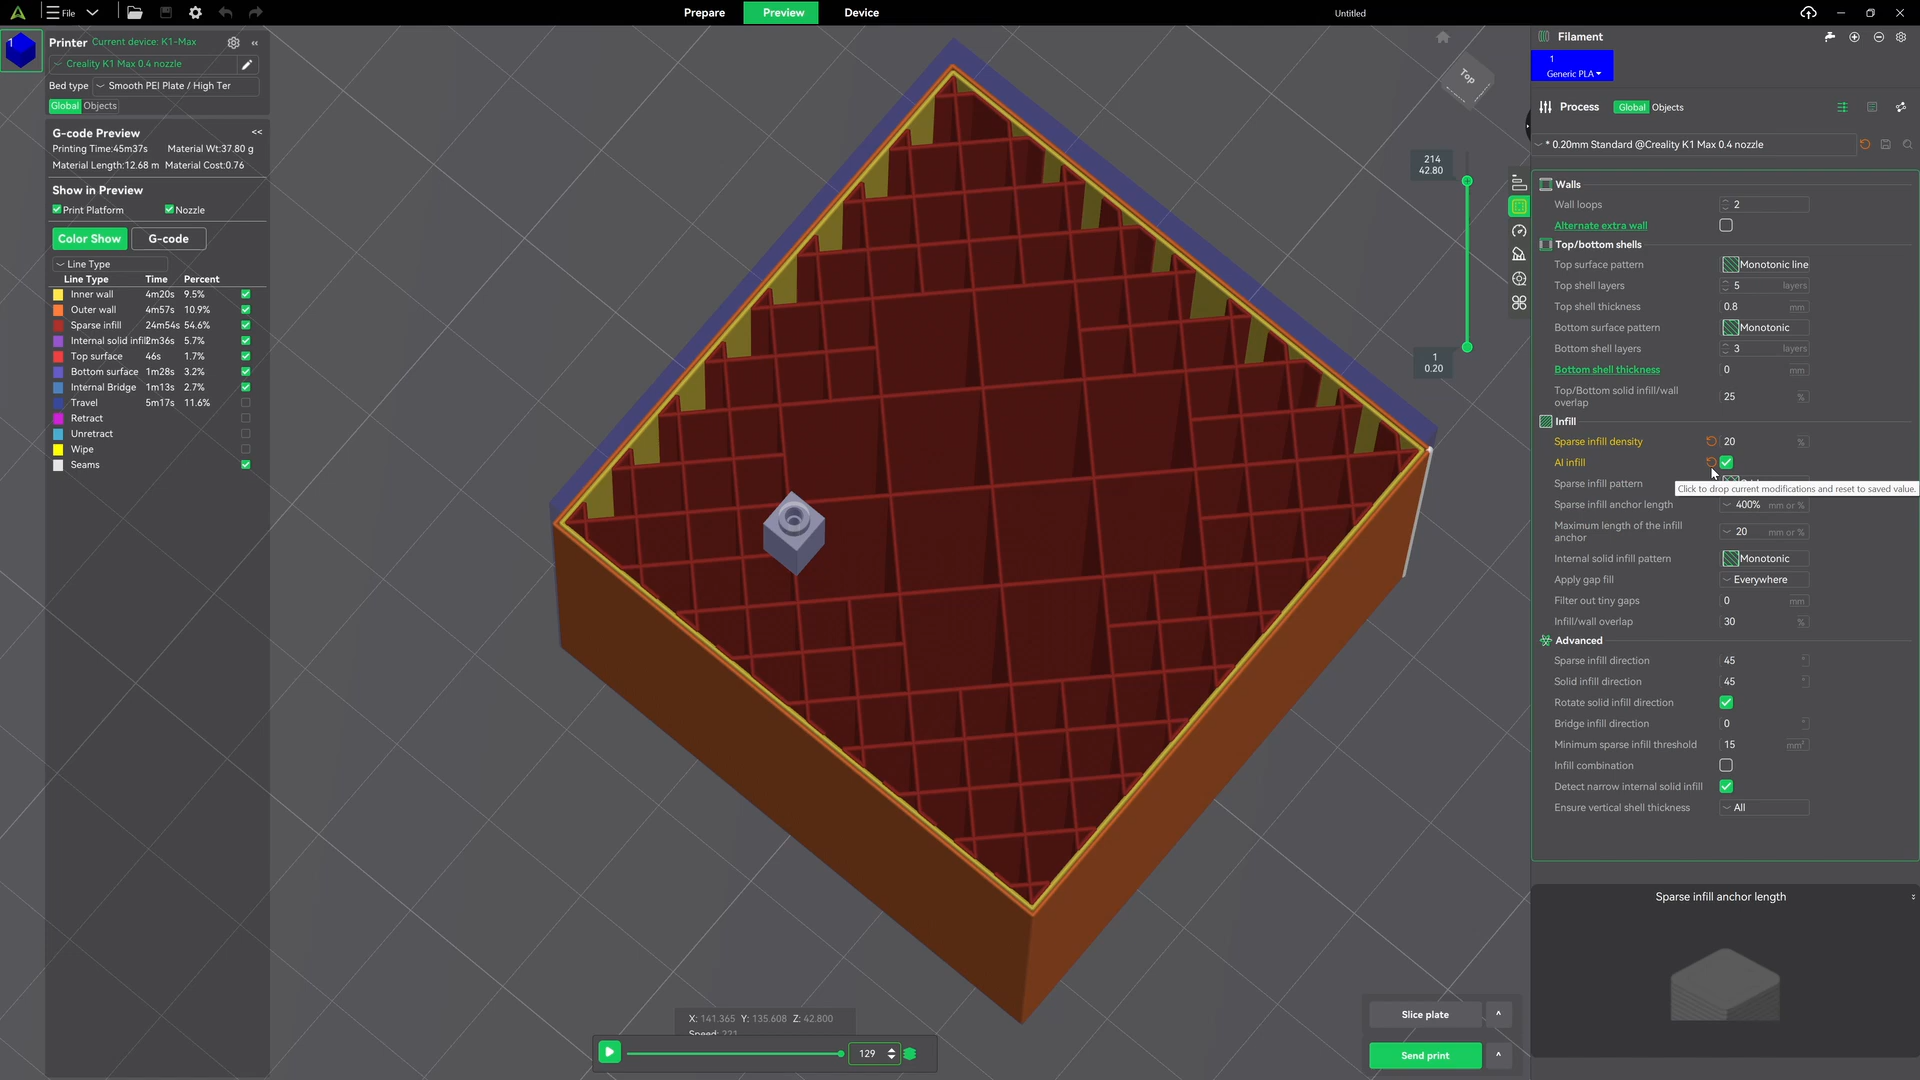 File
Prepare
Preview
Device
Untitled
1
Printer Current device: K1-Max
Creality K1 Max 0.4 nozzle
Bed type Smooth PEI Plate / High Ter
Global Objects
G-code Preview <<
Printing Time:45m37s Material Wt:37.80 g
Material Length:12.68 m Material Cost:0.76
Show in Preview
Print Platform Nozzle
Color Show G-code
Line Type
Line Type Time Percent
Inner wall 4m20s 9.5%
Outer wall 4m57s 10.9%
Sparse infill 24m54s 54.6%
Internal solid infill 2m36s 5.7%
Top surface 46s 1.7%
Bottom surface 1m28s 3.2%
Internal Bridge 1m13s 2.7%
Travel 5m17s 11.6%
Retract
Unretract
Wipe
Seams
Top
214
42.80
1
0.20
X: 141.365 Y: 135.608 Z: 42.800
Speed: 221
129
Slice plate
Send print
Filament
1
Generic PLA
Process Global Objects
* 0.20mm Standard @Creality K1 Max 0.4 nozzle
Walls
Wall loops 2
Alternate extra wall
Top/bottom shells
Top surface pattern Monotonic line
Top shell layers 5 layers
Top shell thickness 0.8 mm
Bottom surface pattern Monotonic
Bottom shell layers 3 layers
Bottom shell thickness 0 mm
Top/Bottom solid infill/wall
overlap 25 %
Infill
Sparse infill density 20 %
AI infill
Sparse infill pattern
Click to drop current modifications and reset to saved value.
Sparse infill anchor length 400% mm or %
Maximum length of the infill
anchor 20 mm or %
Internal solid infill pattern Monotonic
Apply gap fill Everywhere
Filter out tiny gaps 0 mm
Infill/wall overlap 30 %
Advanced
Sparse infill direction 45 °
Solid infill direction 45 °
Rotate solid infill direction
Bridge infill direction 0 °
Minimum sparse infill threshold 15 mm²
Infill combination
Detect narrow internal solid infill
Ensure vertical shell thickness All
Sparse infill anchor length